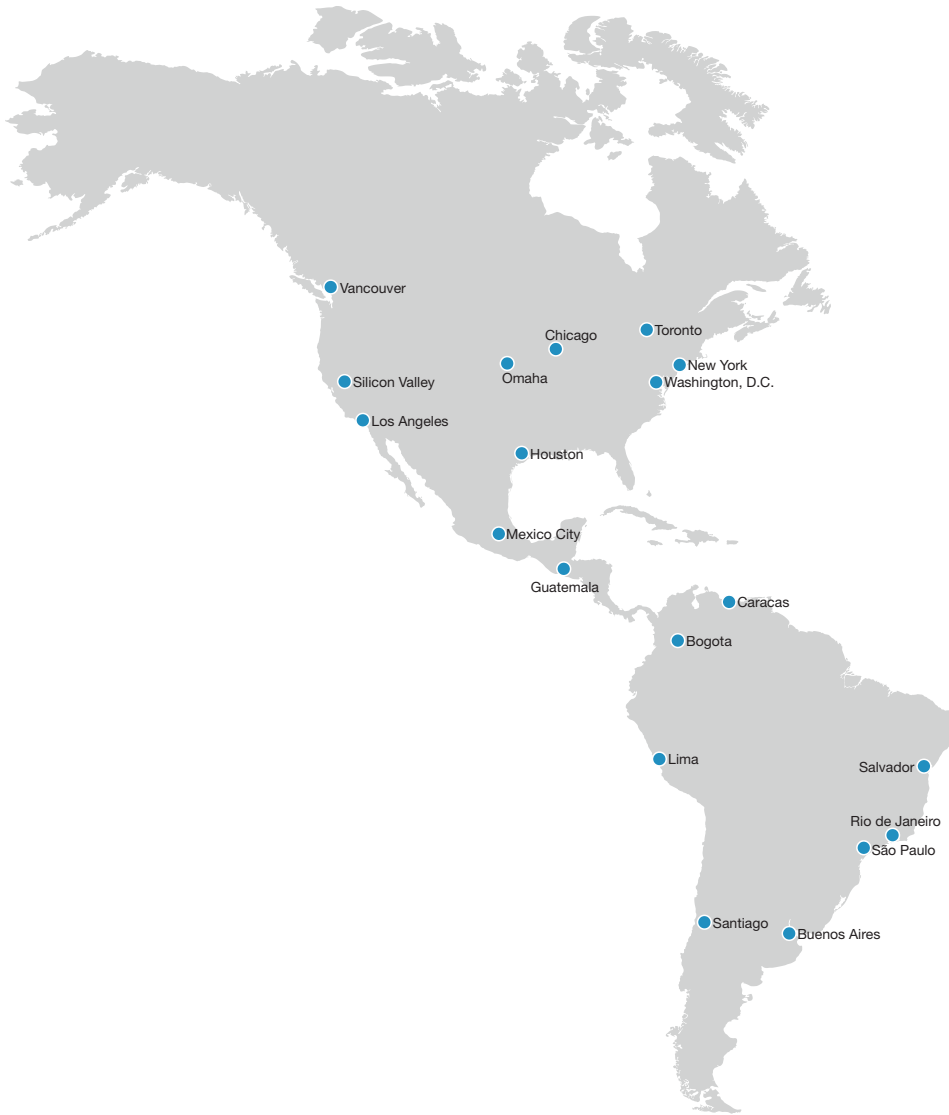 Vancouver
Toronto
Chicago
New York
Omaha
Silicon Valley
Washington, D.C.
Los Angeles
Houston
Mexico City
Guatemala
Caracas
Bogota
Lima
Salvador
Rio de Janeiro
São Paulo
Santiago
Buenos Aires